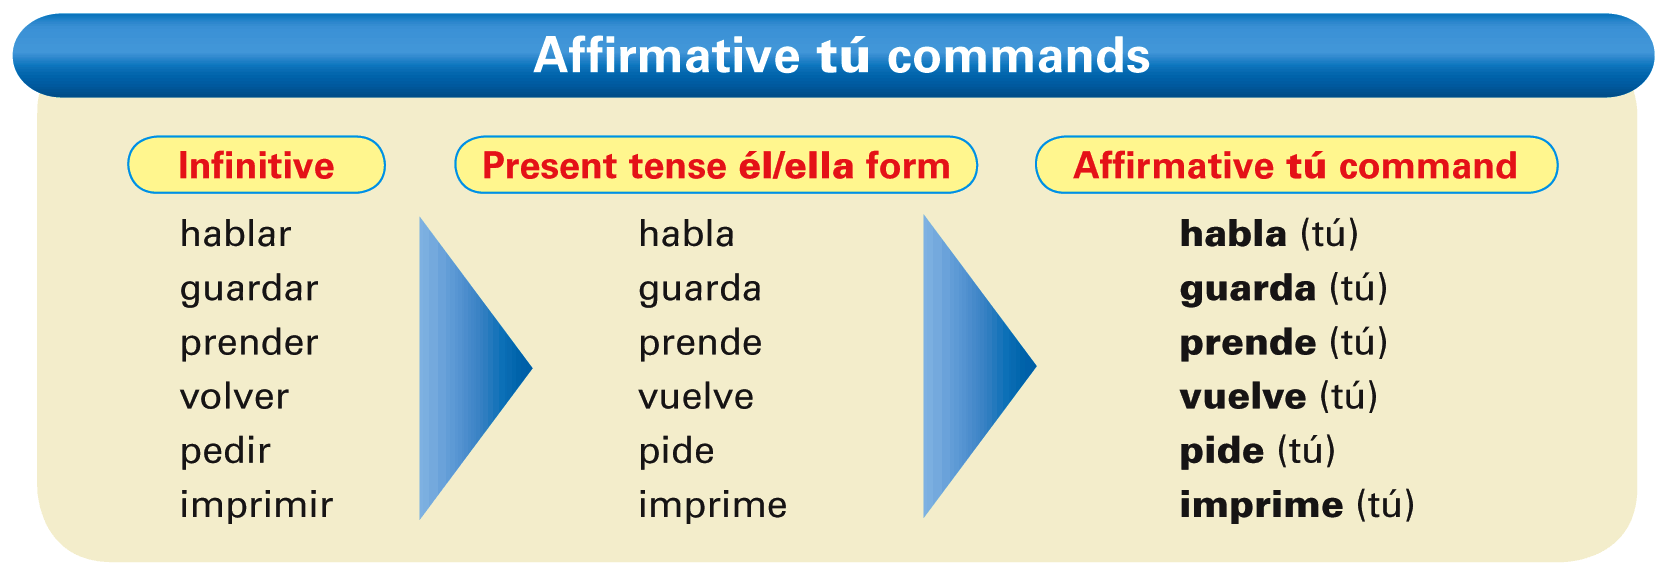 Affirmative tú commands
Infinitive Present tense él/ella form Affirmative tú command
hablar habla habla (tú)
guardar guarda guarda (tú)
prender prende prende (tú)
volver vuelve vuelve (tú)
pedir pide pide (tú)
imprimir imprime imprime (tú)